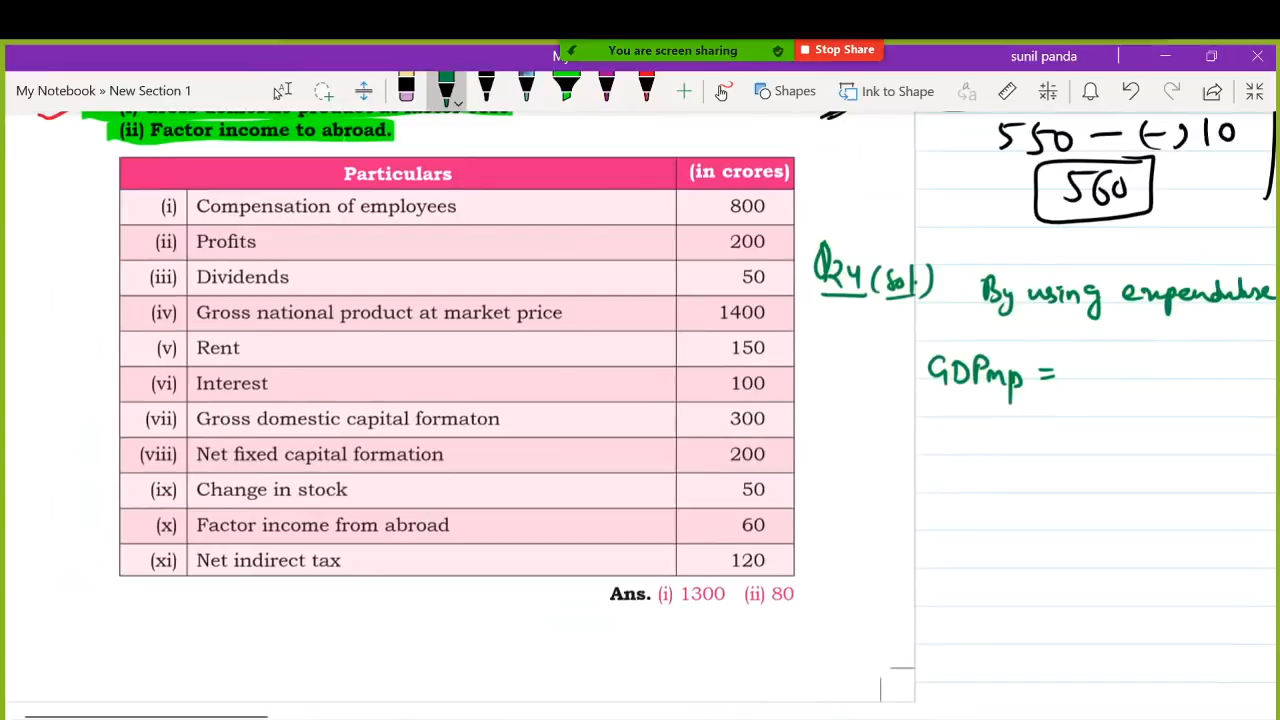 You are screen sharing
Stop Share
sunil panda
My Notebook » New Section 1
Shapes
Ink to Shape
(ii) Factor income to abroad.
Particulars (in crores)
(i) Compensation of employees 800
(ii) Profits 200
(iii) Dividends 50
(iv) Gross national product at market price 1400
(v) Rent 150
(vi) Interest 100
(vii) Gross domestic capital formaton 300
(viii) Net fixed capital formation 200
(ix) Change in stock 50
(x) Factor income from abroad 60
(xi) Net indirect tax 120
Ans. (i) 1300 (ii) 80
550 - (-) 10
560
Q24 (Sol.) By using expenditure
GDPmp =